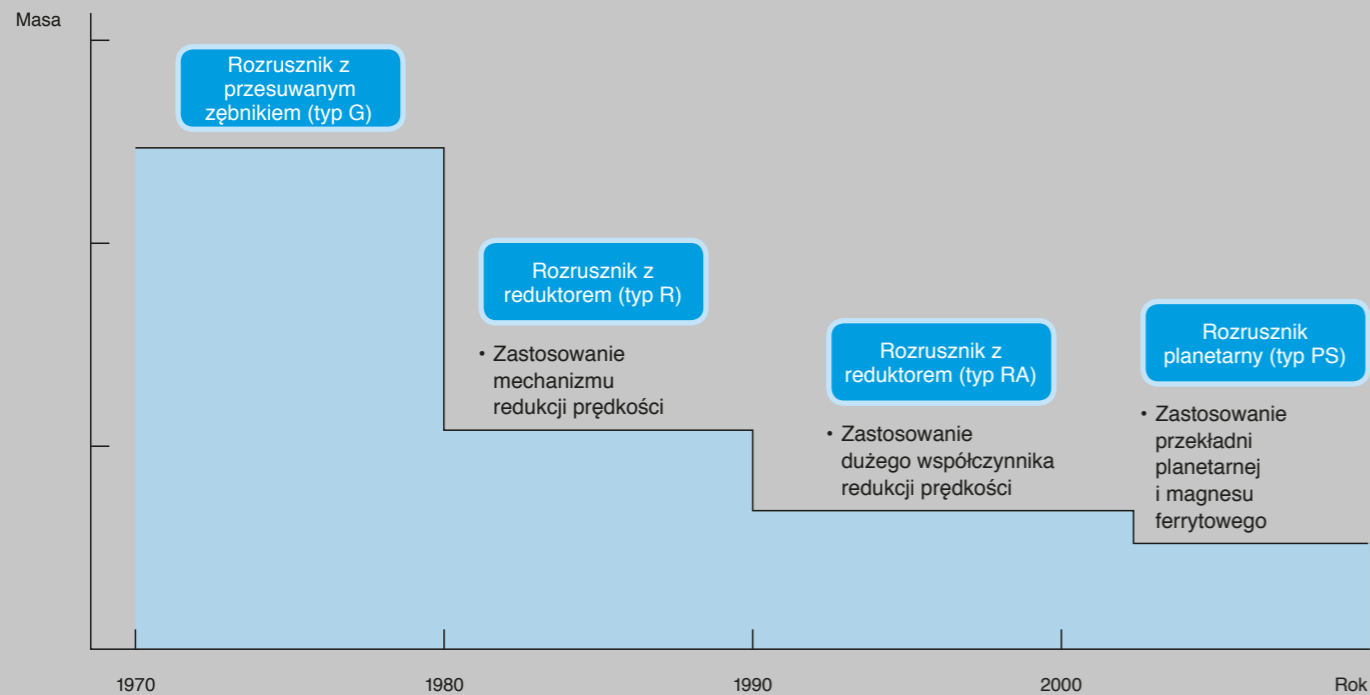 Masa
Rozrusznik z
przesuwanym
zębnikiem (typ G)
Rozrusznik z
reduktorem (typ R)
• Zastosowanie
mechanizmu
redukcji prędkości
Rozrusznik z
reduktorem (typ RA)
• Zastosowanie
dużego współczynnika
redukcji prędkości
Rozrusznik
planetarny (typ PS)
• Zastosowanie
przekładni
planetarnej
i magnesu
ferrytowego
1970
1980
1990
2000
Rok